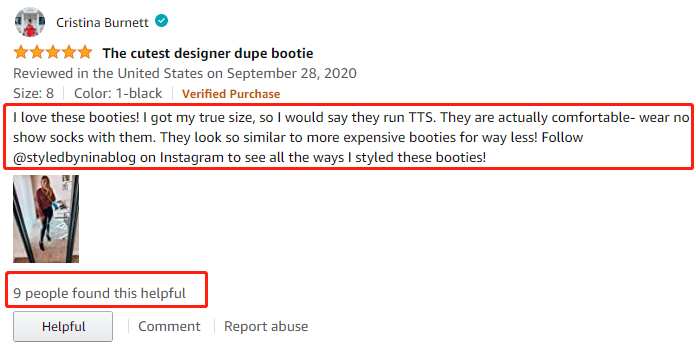 Cristina Burnett
The cutest designer dupe bootie
Reviewed in the United States on September 28, 2020
Size: 8 Color: 1-black Verified Purchase
I love these booties! I got my true size, so I would say they run TTS. They are actually comfortable- wear no
show socks with them. They look so similar to more expensive booties for way less! Follow
@styledbyninablog on Instagram to see all the ways I styled these booties!
9 people found this helpful
Helpful Comment Report abuse